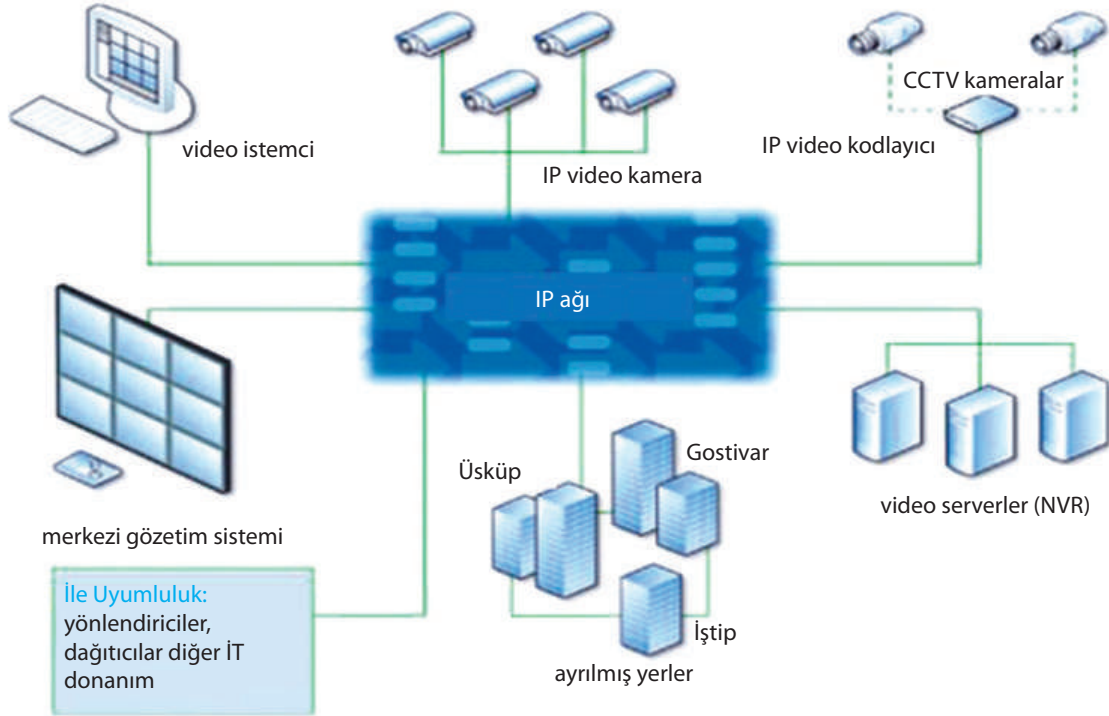 CCTV kameralar
video istemci
IP video kodlayıcı
IP video kamera
IP ağı
Üsküp
Gostivar
video serverler (NVR)
merkezi gözetim sistemi
İle Uyumluluk:
yönlendiriciler,
dağıtıcılar diğer İT
donanım
İştip
ayrılmış yerler